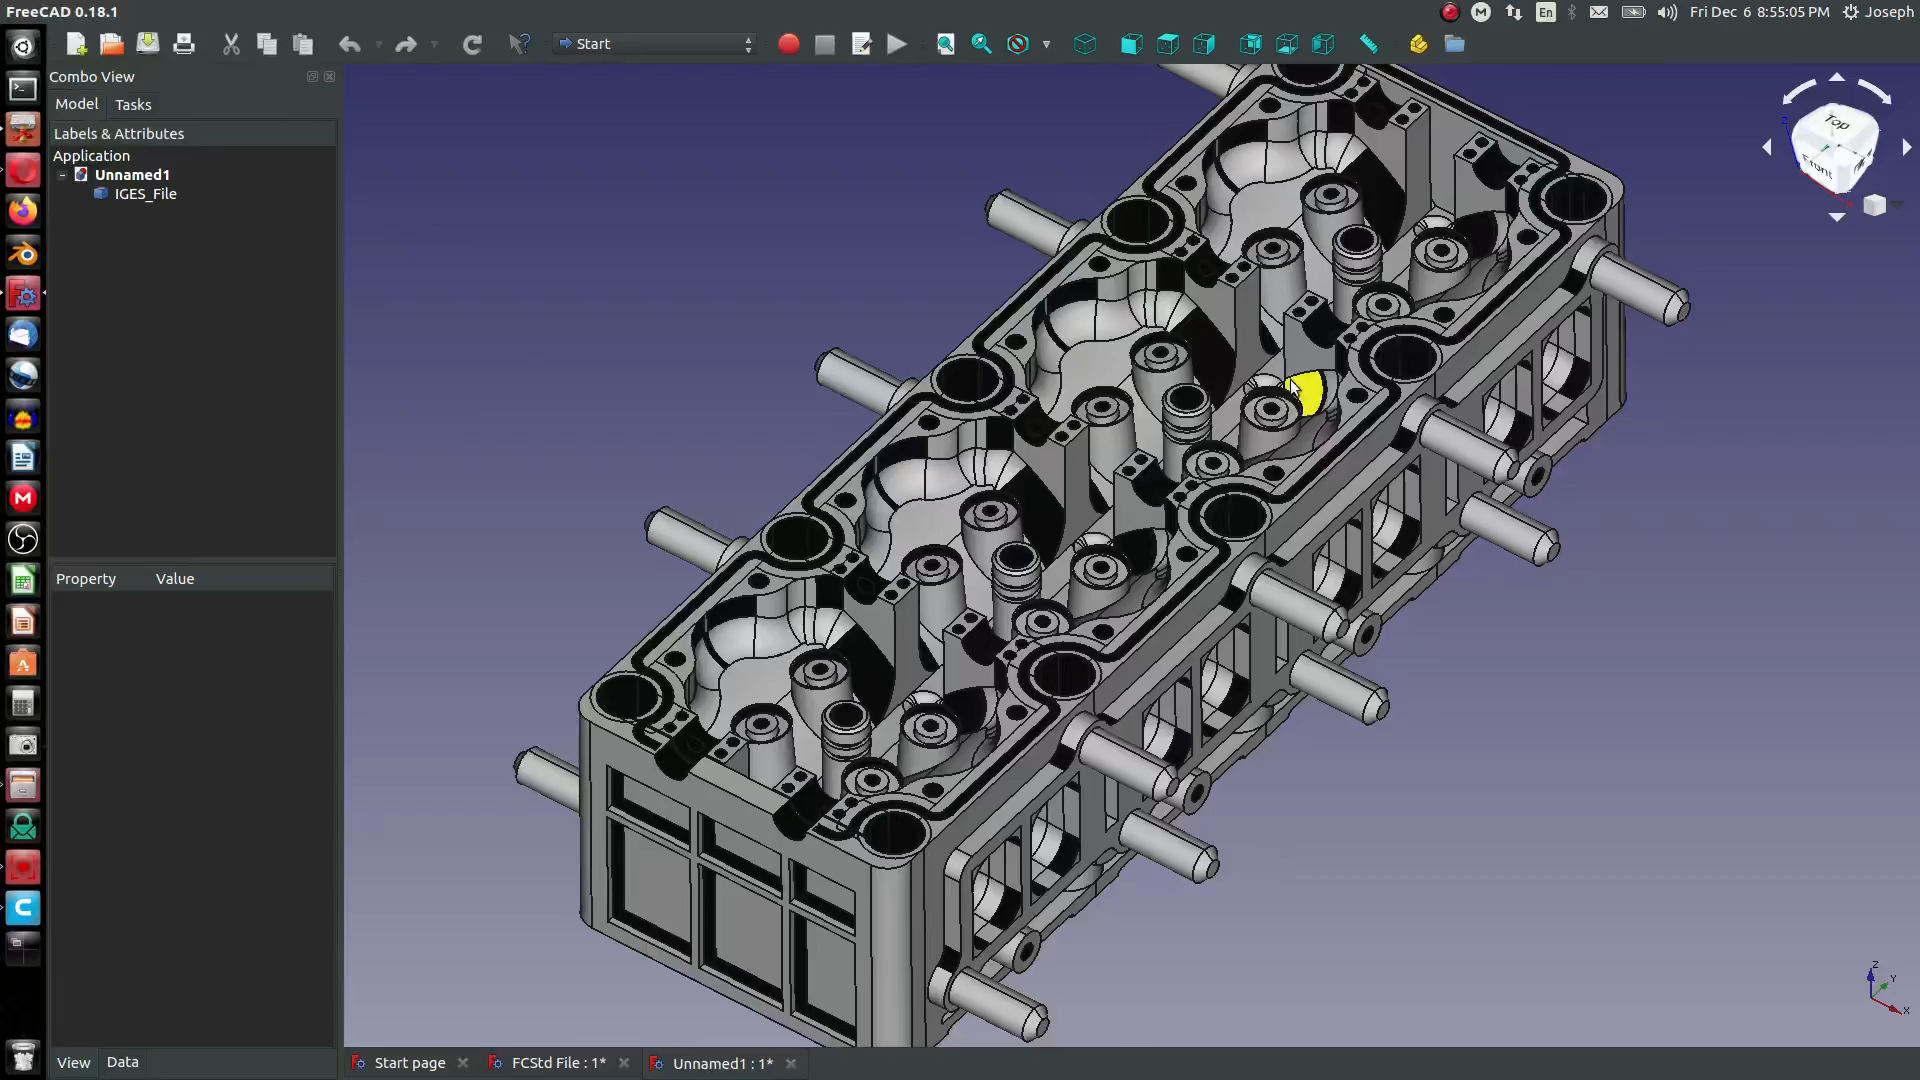 FreeCAD 0.18.1
M
En
Fri Dec 6 8:55:05 PM
Joseph
Start
Combo View
Model
Tasks
Labels & Attributes
Application
Unnamed1
IGES_File
Top
Front
Z
X
Property
Value
Z
Y
X
View
Data
Start page
FCStd File : 1*
Unnamed1 : 1*